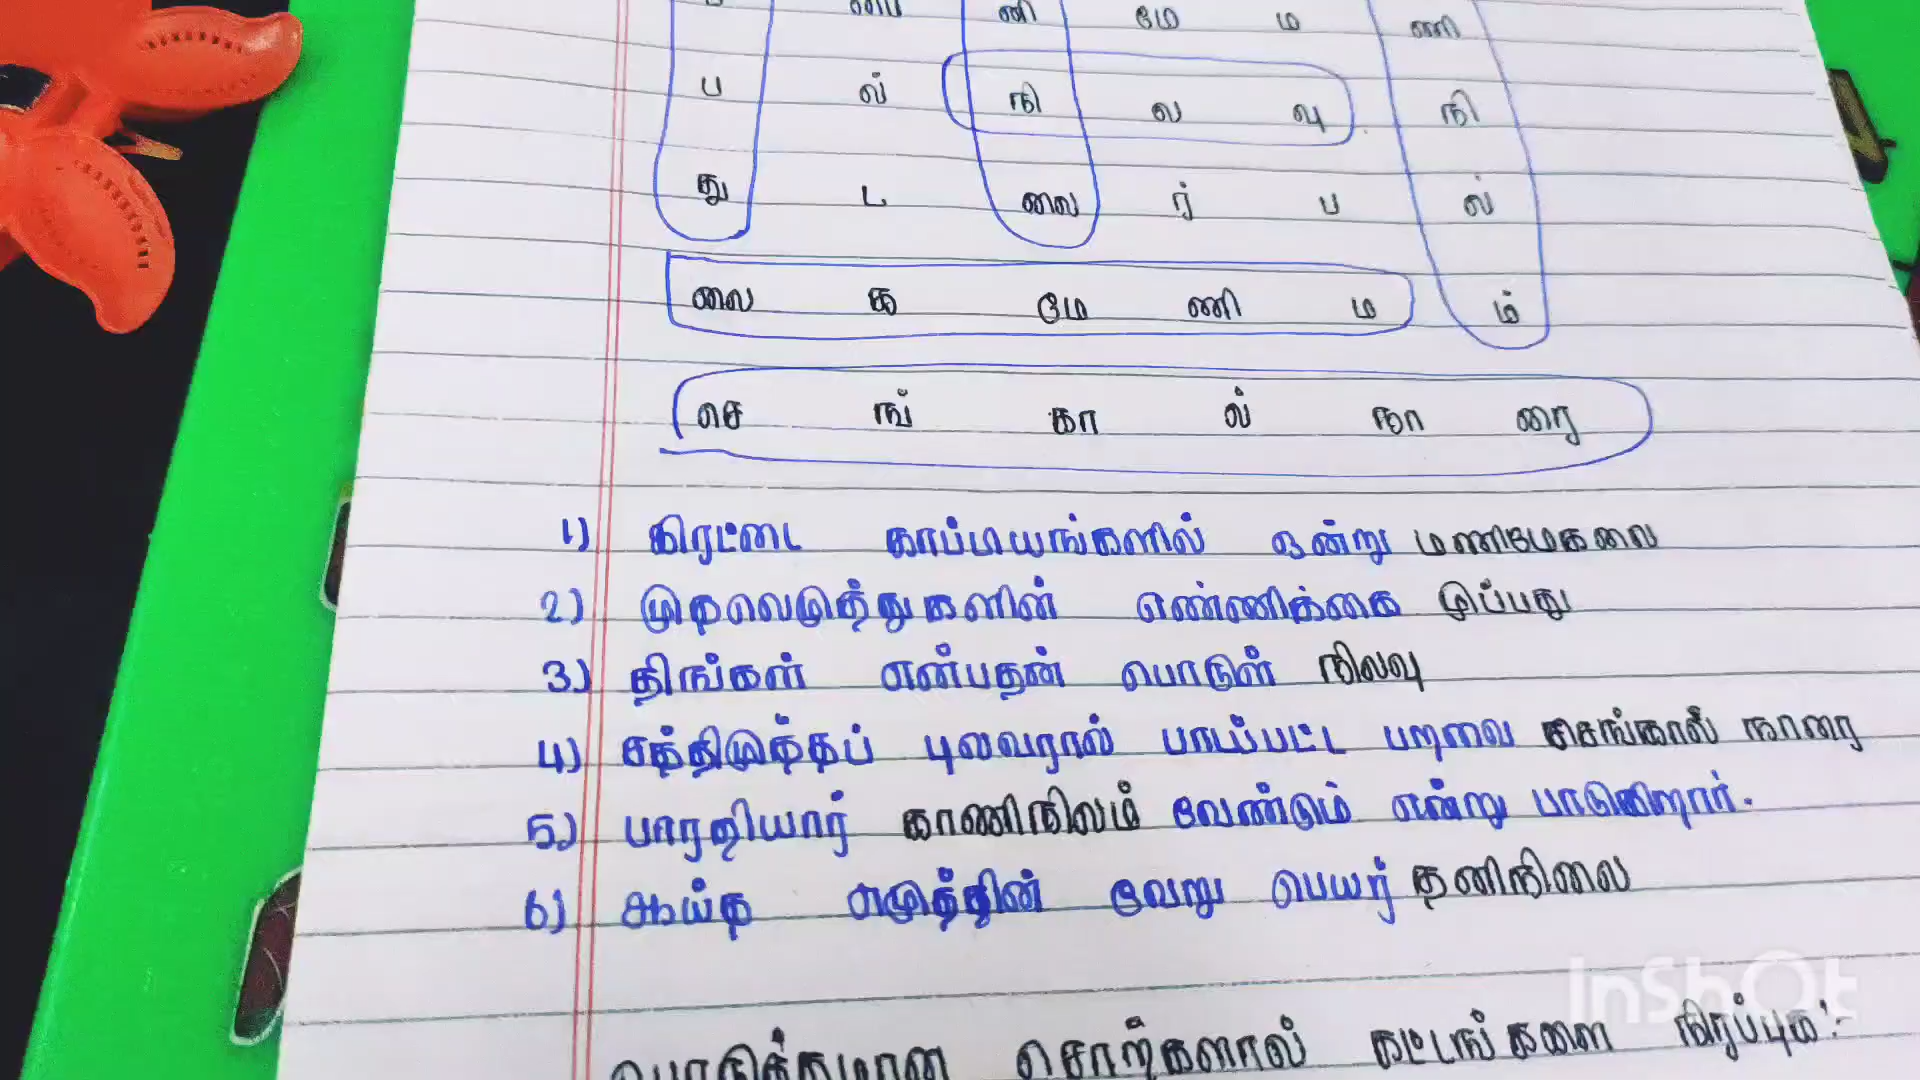 னி மே ம ணி
ப ல் நி ல வு நி
து ட லை ர் ப ல்
லை க மே ணி ம ம்
செ ங் கா ல் நா ரை
1) இரட்டை காப்பியங்களில் ஒன்று மணிமேகலை
2) முதலெழுத்துகளின் எண்ணிக்கை முப்பது
3) திங்கள் என்பதன் பொருள் நிலவு
4) சத்திமுத்தப் புலவரால் பாடப்பட்ட பறவை செங்கால் நாரை
5) பாரதியார் காணிநிலம் வேண்டும் என்று பாடுகிறார்.
6) ஆய்த எழுத்தின் வேறு பெயர் தனிநிலை
பொருத்தமான சொற்களால் கட்டங்களை நிரப்புக:-
InShOt